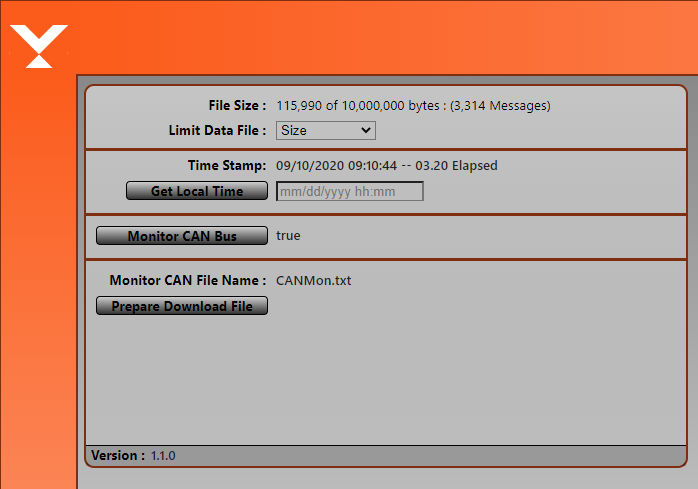 File Size : 115,990 of 10,000,000 bytes : (3,314 Messages)
Limit Data File : Size
Time Stamp: 09/10/2020 09:10:44 -- 03.20 Elapsed
Get Local Time mm/dd/yyyy hh:mm
Monitor CAN Bus true
Monitor CAN File Name : CANMon.txt
Prepare Download File
Version : 1.1.0